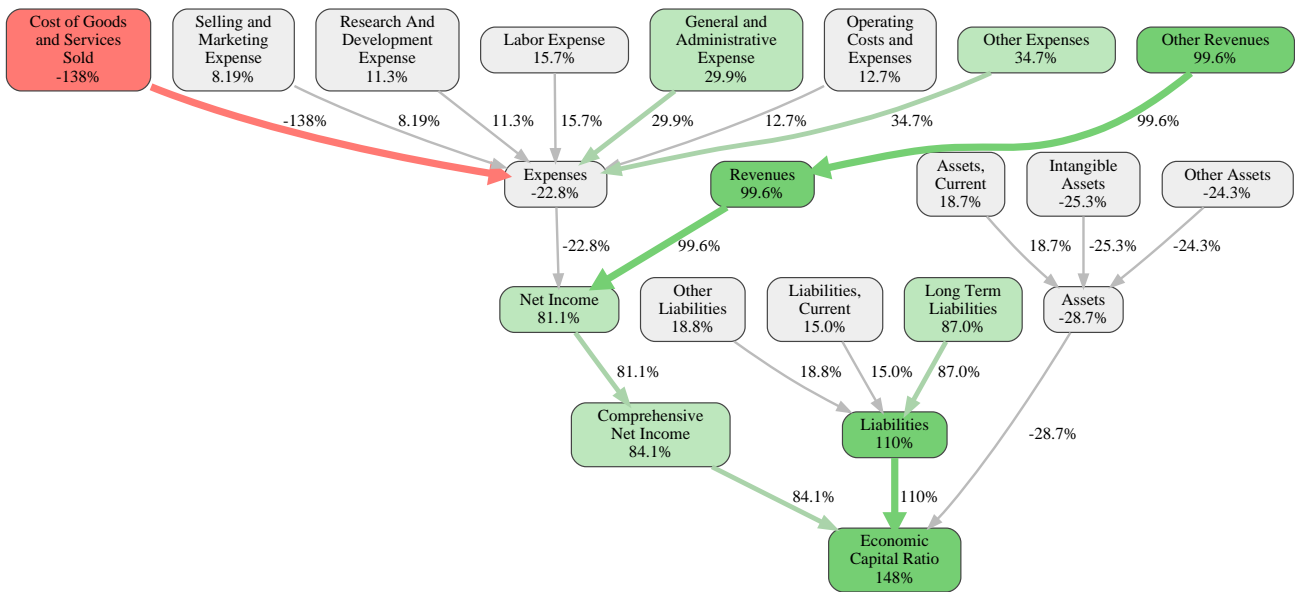 Cost of Goods
and Services
Sold
-138%
Selling and
Marketing
Expense
8.19%
Research And
Development
Expense
11.3%
Labor Expense
15.7%
General and
Administrative
Expense
29.9%
Operating
Costs and
Expenses
12.7%
Other Expenses
34.7%
Other Revenues
99.6%
-138%
8.19%
11.3%
15.7%
29.9%
12.7%
34.7%
99.6%
Expenses
-22.8%
Revenues
99.6%
Assets,
Current
18.7%
Intangible
Assets
-25.3%
Other Assets
-24.3%
-22.8%
99.6%
18.7%
-25.3%
-24.3%
Net Income
81.1%
Other
Liabilities
18.8%
Liabilities,
Current
15.0%
Long Term
Liabilities
87.0%
Assets
-28.7%
81.1%
18.8%
15.0%
87.0%
Comprehensive
Net Income
84.1%
Liabilities
110%
-28.7%
84.1%
110%
Economic
Capital Ratio
148%